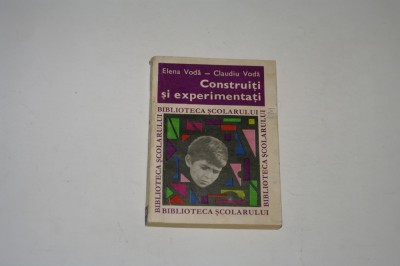 Elena Vodă – Claudiu Vodă
Construiți
și experimentați
BIBLIOTECA ȘCOLARULUI
BIBLIOTECA ȘCOLARULUI
BIBLIOTECA ȘCOLARULUI
BIBLIOTECA ȘCOLARULUI